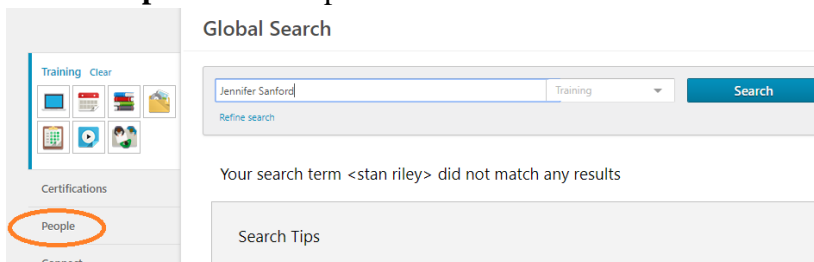 Global Search
Training Clear
Jennifer Sanford
Training
Search
Refine search
Your search term <stan riley> did not match any results
Certifications
People
Search Tips